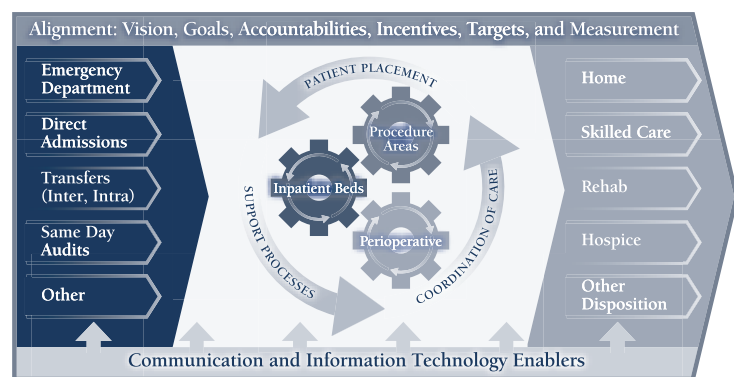 Alignment: Vision, Goals, Accountabilities, Incentives, Targets, and Measurement
Emergency
Department
Direct
Admissions
Transfers
(Inter, Intra)
Same Day
Audits
Other
PATIENT PLACEMENT
Procedure
Areas
Inpatient Beds
Perioperative
SUPPORT PROCESSES
COORDINATION OF CARE
Home
Skilled Care
Rehab
Hospice
Other
Disposition
Communication and Information Technology Enablers